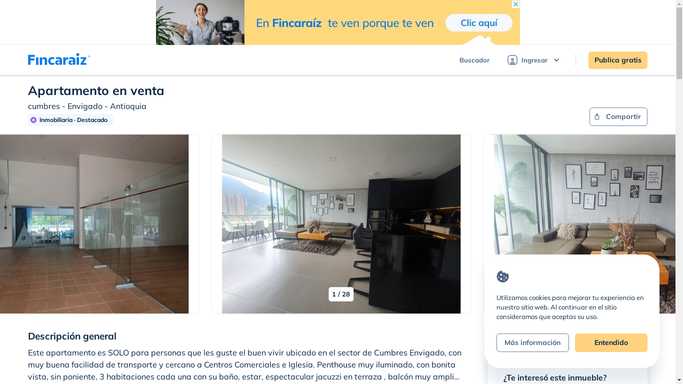 En Fincaraíz te ven porque te ven
Clic aquí
Fincaraíz
Buscador
Ingresar
Publica gratis
Apartamento en venta
cumbres - Envigado - Antioquia
Inmobiliaria · Destacado
Compartir
1 / 28
Utilizamos cookies para mejorar tu experiencia en
nuestro sitio web. Al continuar en el sitio
consideramos que aceptas su uso.
Más información
Entendido
Descripción general
Este apartamento es SOLO para personas que les guste el buen vivir ubicado en el sector de Cumbres Envigado, con
muy buena facilidad de transporte y cercano a Centros Comerciales e Iglesia. Penthouse muy iluminado, con bonita
vista, sin poniente. 3 habitaciones cada una con su baño, estar, espectacular jacuzzi en terraza , balcón muy ampli...
¿Te interesó este inmueble?